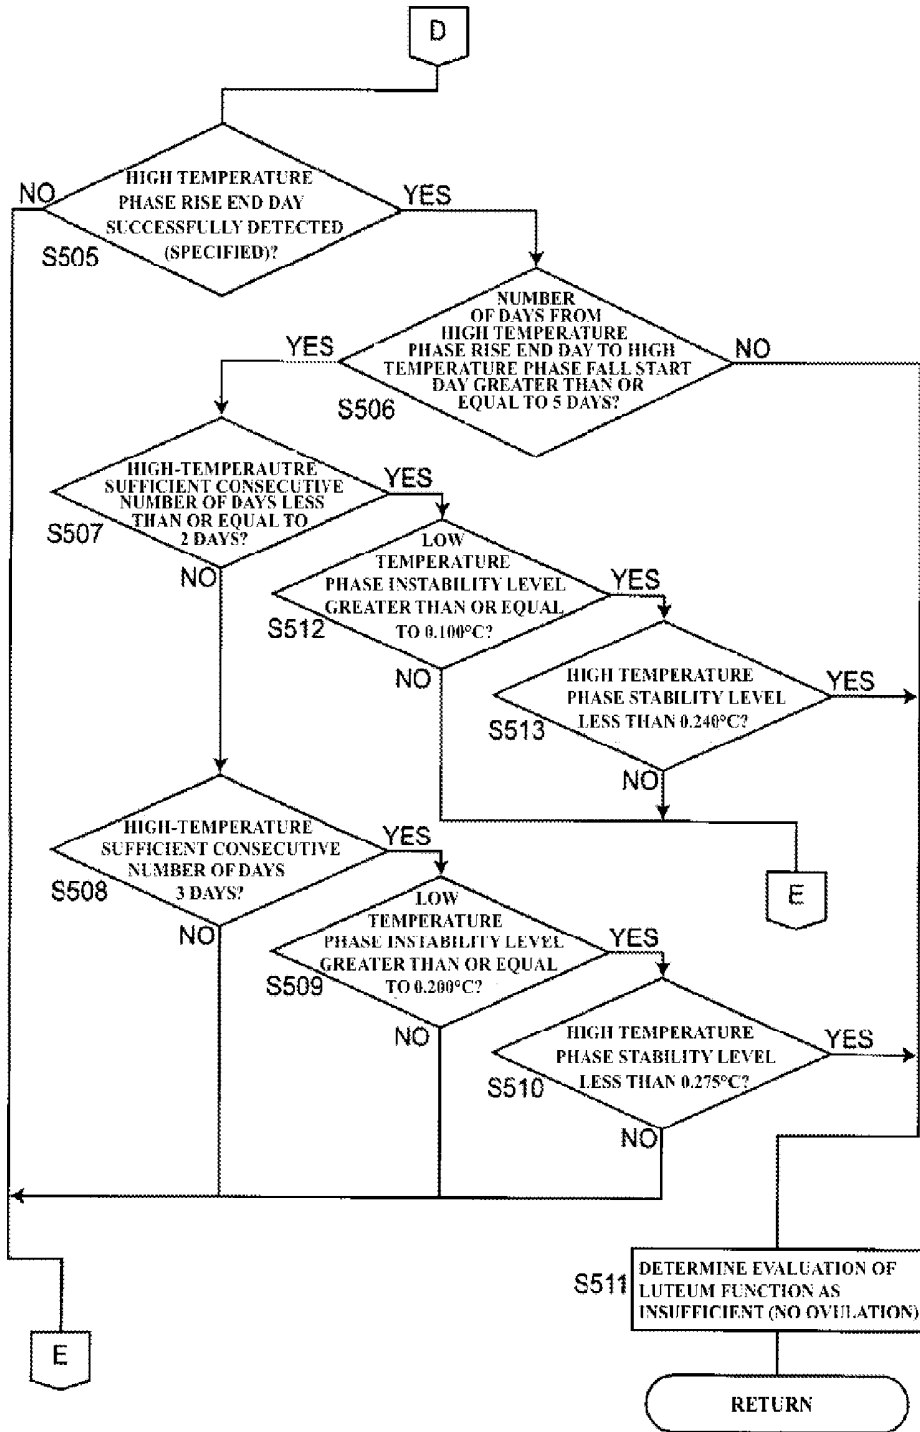 D
HIGH TEMPERATURE
PHASE RISE END DAY
SUCCESSFULLY DETECTED
(SPECIFIED)?
NO
YES
S505
NUMBER
OF DAYS FROM
HIGH TEMPERATURE
PHASE RISE END DAY TO HIGH
TEMPERATURE PHASE FALL START
DAY GREATER THAN OR
EQUAL TO 5 DAYS?
YES
NO
S506
HIGH-TEMPERAUTRE
SUFFICIENT CONSECUTIVE
NUMBER OF DAYS LESS
THAN OR EQUAL TO
2 DAYS?
YES
S507
NO
LOW
TEMPERATURE
PHASE INSTABILITY LEVEL
GREATER THAN OR EQUAL
TO 0.100°C?
YES
S512
NO
HIGH TEMPERATURE
PHASE STABILITY LEVEL
LESS THAN 0.240°C?
YES
S513
NO
E
HIGH-TEMPERATURE
SUFFICIENT CONSECUTIVE
NUMBER OF DAYS
3 DAYS?
YES
S508
NO
LOW
TEMPERATURE
PHASE INSTABILITY LEVEL
GREATER THAN OR EQUAL
TO 0.200°C?
YES
S509
NO
HIGH TEMPERATURE
PHASE STABILITY LEVEL
LESS THAN 0.275°C?
YES
S510
NO
E
S511
DETERMINE EVALUATION OF
LUTEUM FUNCTION AS
INSUFFICIENT (NO OVULATION)
RETURN